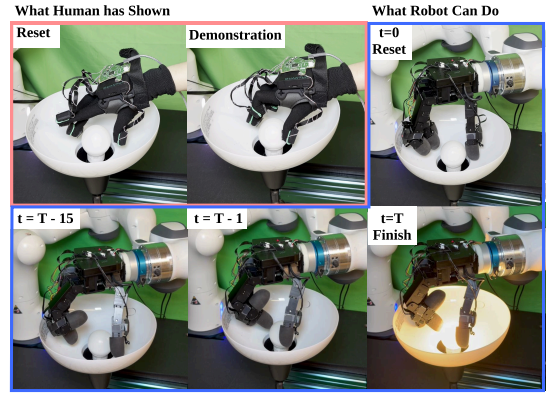 What Human has Shown
What Robot Can Do
Reset
Demonstration
t=0
Reset
t = T - 15
t = T - 1
t=T
Finish